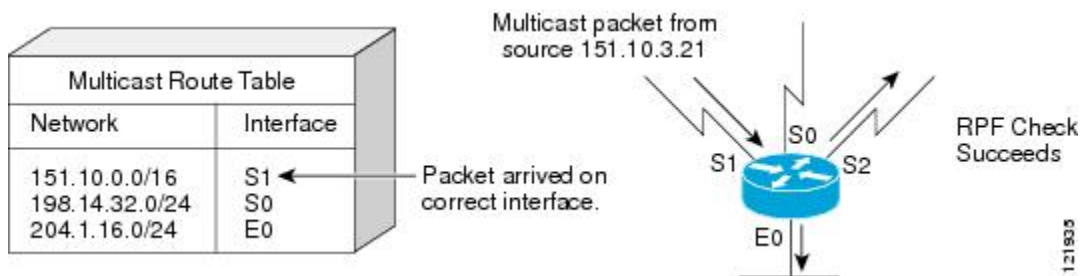 Multicast Route Table
Network Interface
151.10.0.0/16 S1
198.14.32.0/24 S0
204.1.16.0/24 E0
Packet arrived on
correct interface.
Multicast packet from
source 151.10.3.21
S0
S1
S2
E0
RPF Check
Succeeds
121935